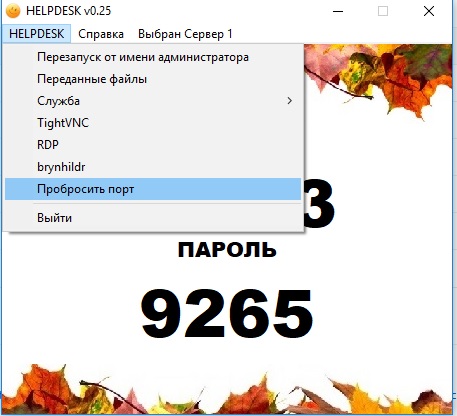 HELPDESK v0.25
HELPDESK Справка Выбран Сервер 1
Перезапуск от имени администратора
Переданные файлы
Служба
TightVNC
RDP
brynhildr
Пробросить порт
Выйти
3
ПАРОЛЬ
9265